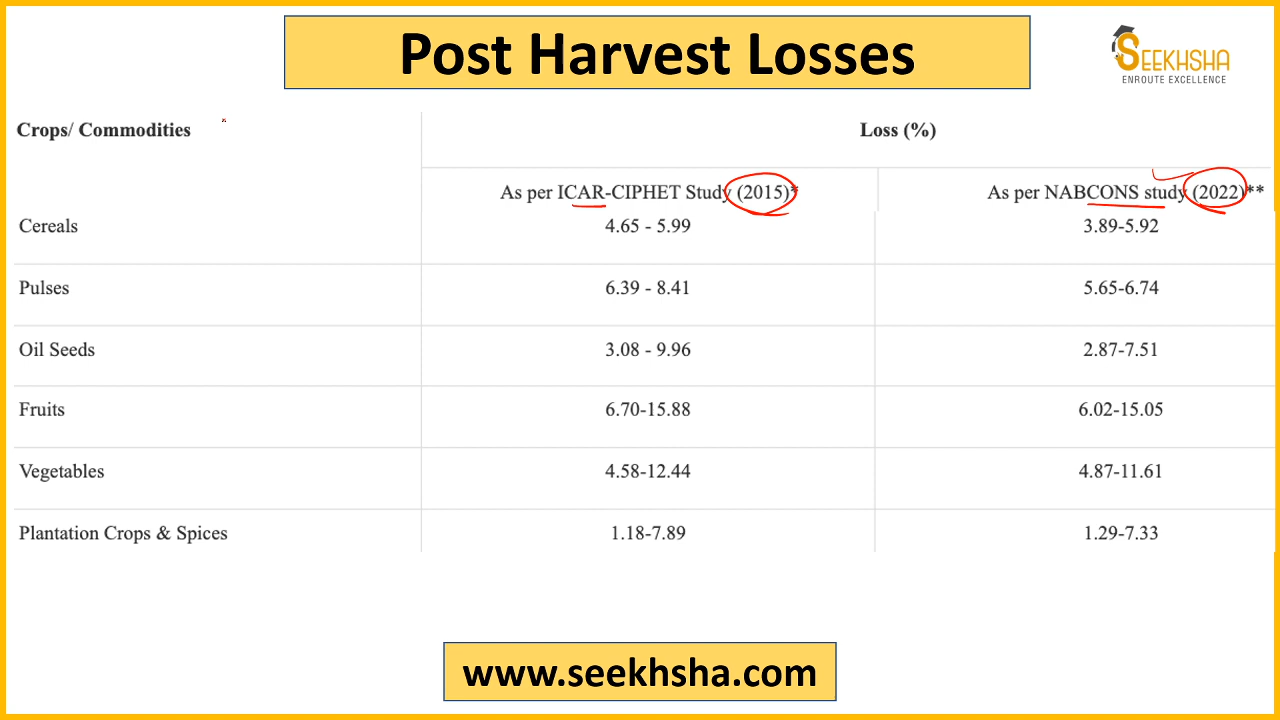 Post Harvest Losses
SEEKHSHA
ENROUTE EXCELLENCE
Crops/ Commodities Loss (%)
As per ICAR-CIPHET Study (2015)* As per NABCONS study (2022)**
Cereals 4.65 - 5.99 3.89-5.92
Pulses 6.39 - 8.41 5.65-6.74
Oil Seeds 3.08 - 9.96 2.87-7.51
Fruits 6.70-15.88 6.02-15.05
Vegetables 4.58-12.44 4.87-11.61
Plantation Crops & Spices 1.18-7.89 1.29-7.33
www.seekhsha.com